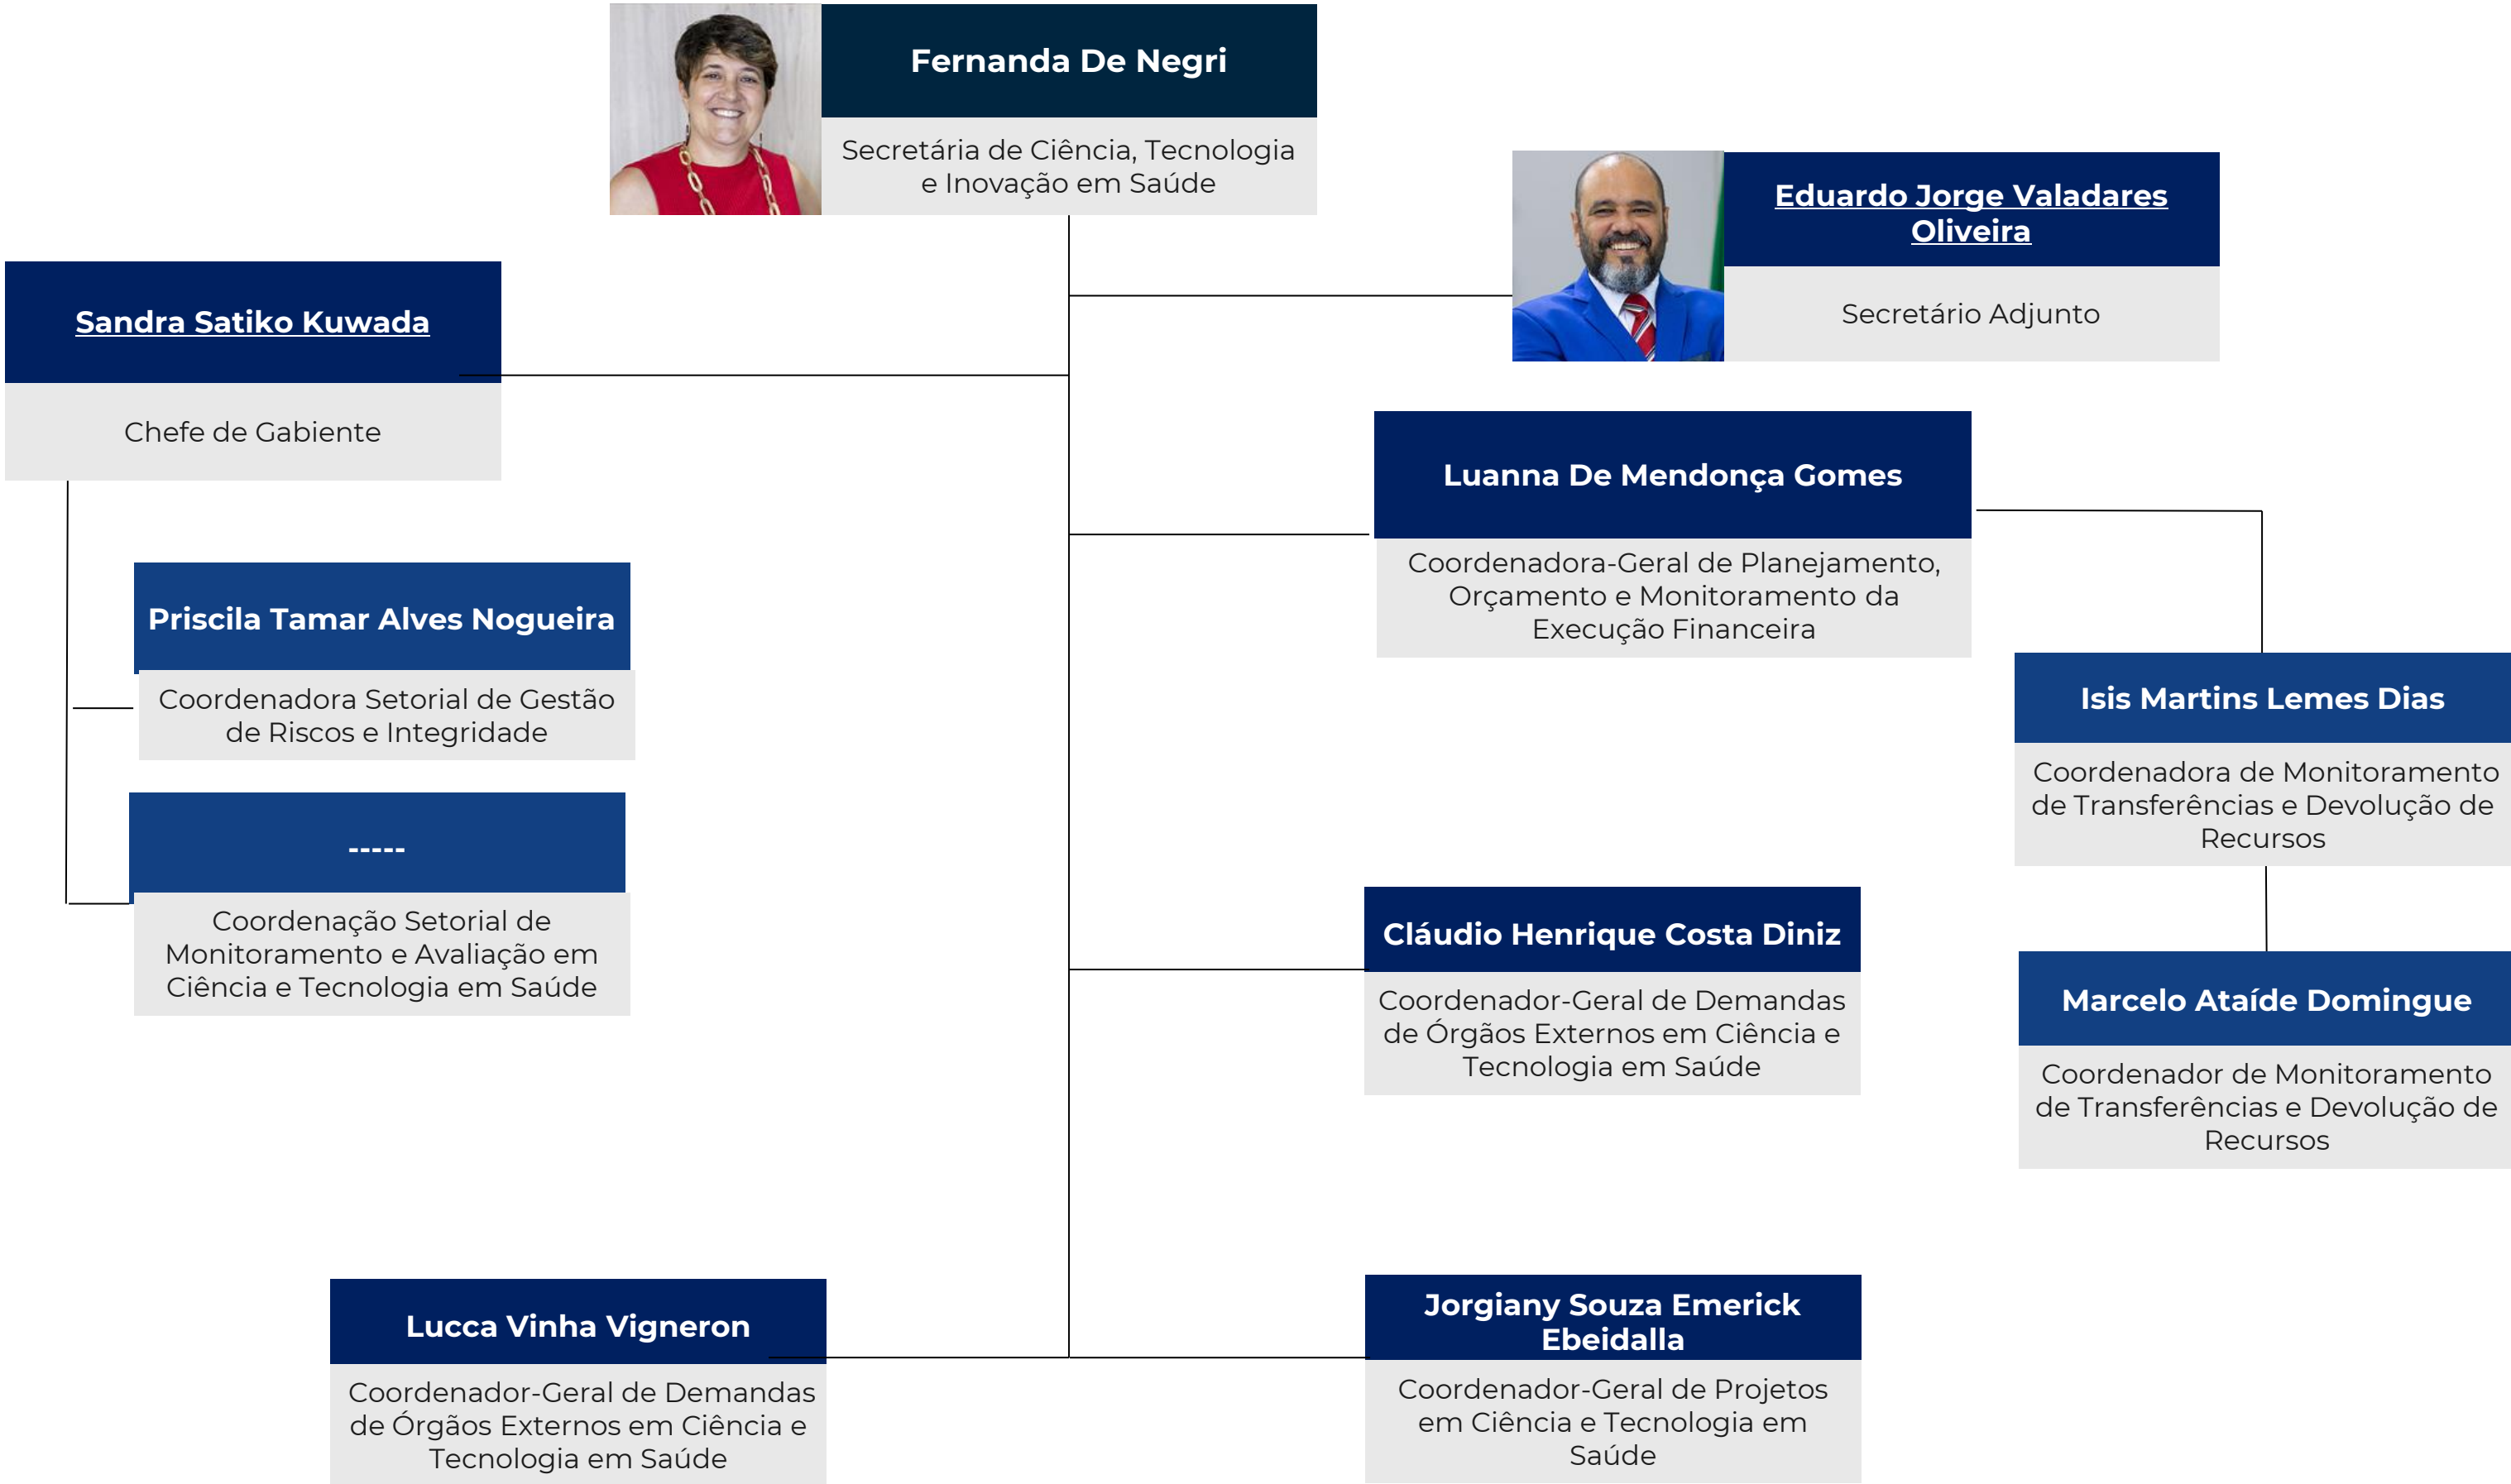 Fernanda De Negri
Secretária de Ciência, Tecnologia
e Inovação em Saúde
Eduardo Jorge Valadares
Oliveira
Secretário Adjunto
Sandra Satiko Kuwada
Chefe de Gabiente
Luanna De Mendonça Gomes
Coordenadora-Geral de Planejamento,
Orçamento e Monitoramento da
Execução Financeira
Priscila Tamar Alves Nogueira
Coordenadora Setorial de Gestão
de Riscos e Integridade
Isis Martins Lemes Dias
Coordenadora de Monitoramento
de Transferências e Devolução de
Recursos
-----
Coordenação Setorial de
Monitoramento e Avaliação em
Ciência e Tecnologia em Saúde
Cláudio Henrique Costa Diniz
Coordenador-Geral de Demandas
de Órgãos Externos em Ciência e
Tecnologia em Saúde
Marcelo Ataíde Domingue
Coordenador de Monitoramento
de Transferências e Devolução de
Recursos
Lucca Vinha Vigneron
Coordenador-Geral de Demandas
de Órgãos Externos em Ciência e
Tecnologia em Saúde
Jorgiany Souza Emerick
Ebeidalla
Coordenador-Geral de Projetos
em Ciência e Tecnologia em
Saúde